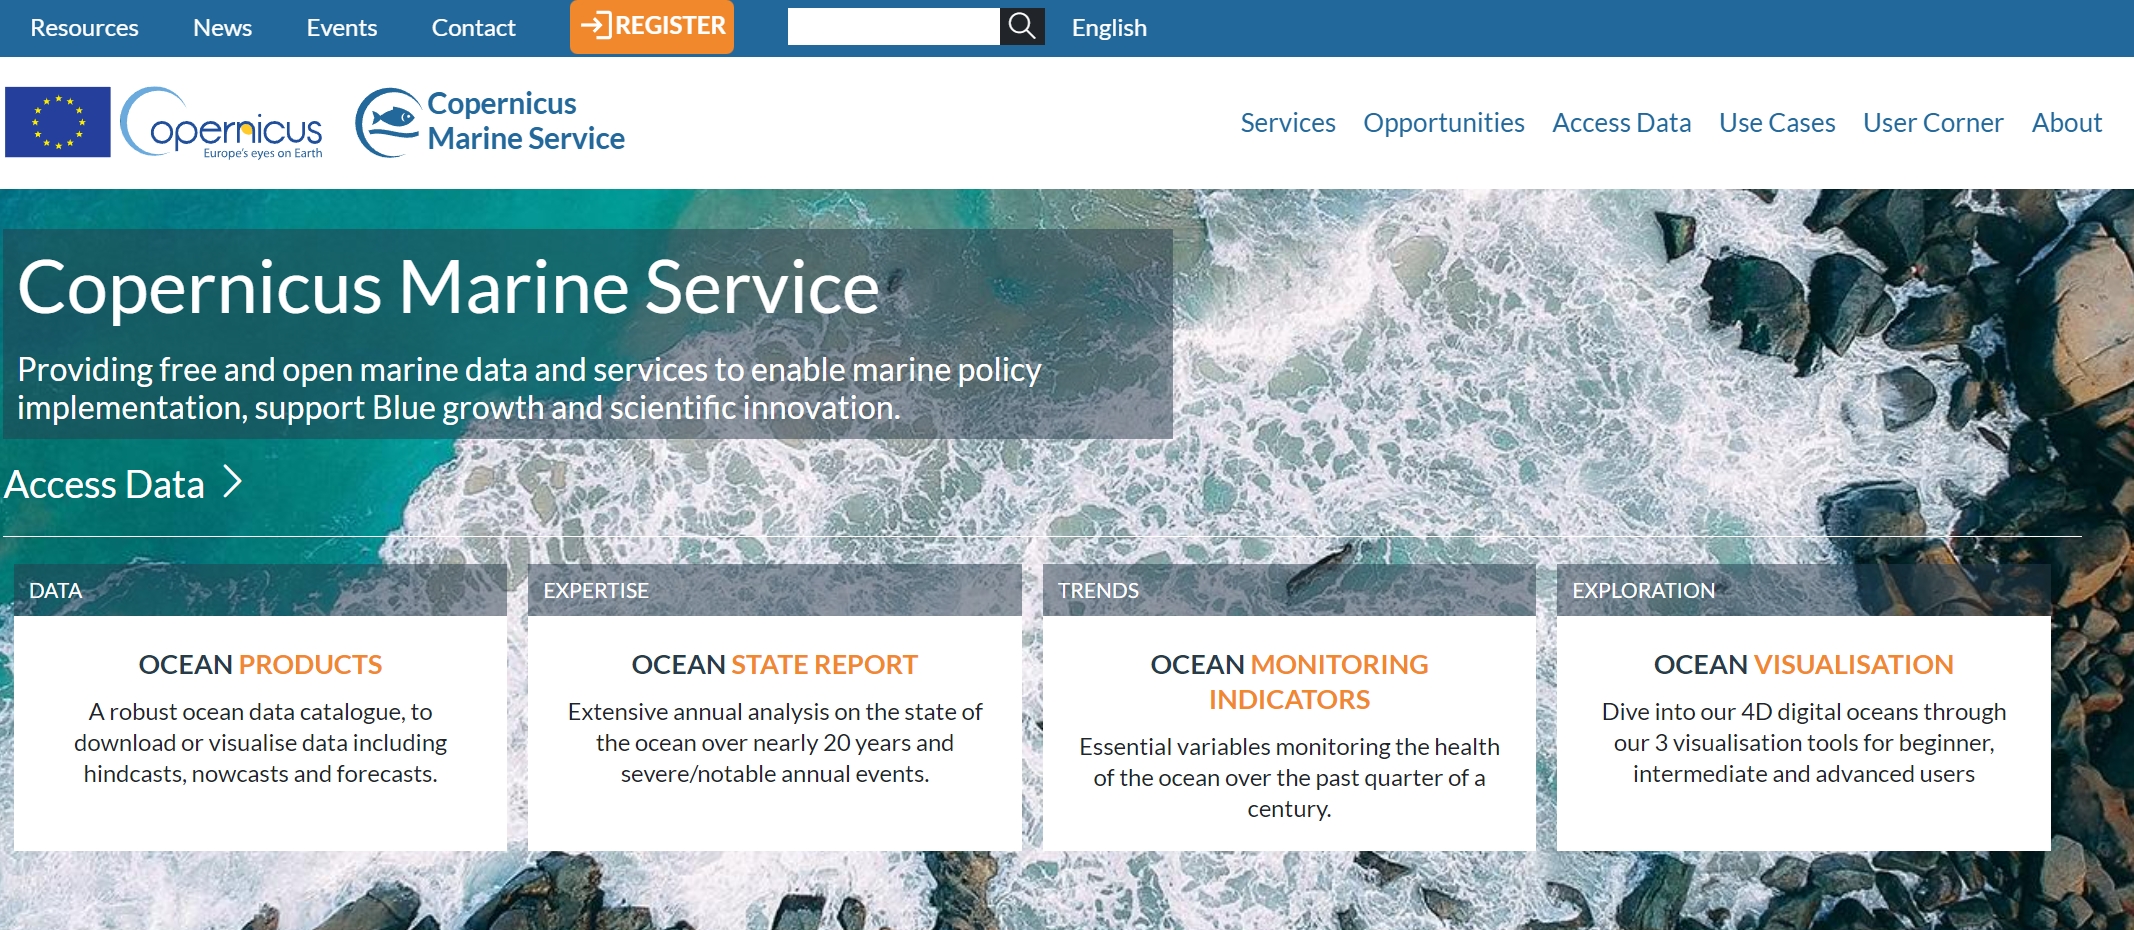 Resources News Events Contact REGISTER English
opernicus
Europe's eyes on Earth
Copernicus
Marine Service
Services Opportunities Access Data Use Cases User Corner About
Copernicus Marine Service
Providing free and open marine data and services to enable marine policy
implementation, support Blue growth and scientific innovation.
Access Data
DATA
OCEAN PRODUCTS
A robust ocean data catalogue, to
download or visualise data including
hindcasts, nowcasts and forecasts.
EXPERTISE
OCEAN STATE REPORT
Extensive annual analysis on the state of
the ocean over nearly 20 years and
severe/notable annual events.
TRENDS
OCEAN MONITORING
INDICATORS
Essential variables monitoring the health
of the ocean over the past quarter of a
century.
EXPLORATION
OCEAN VISUALISATION
Dive into our 4D digital oceans through
our 3 visualisation tools for beginner,
intermediate and advanced users